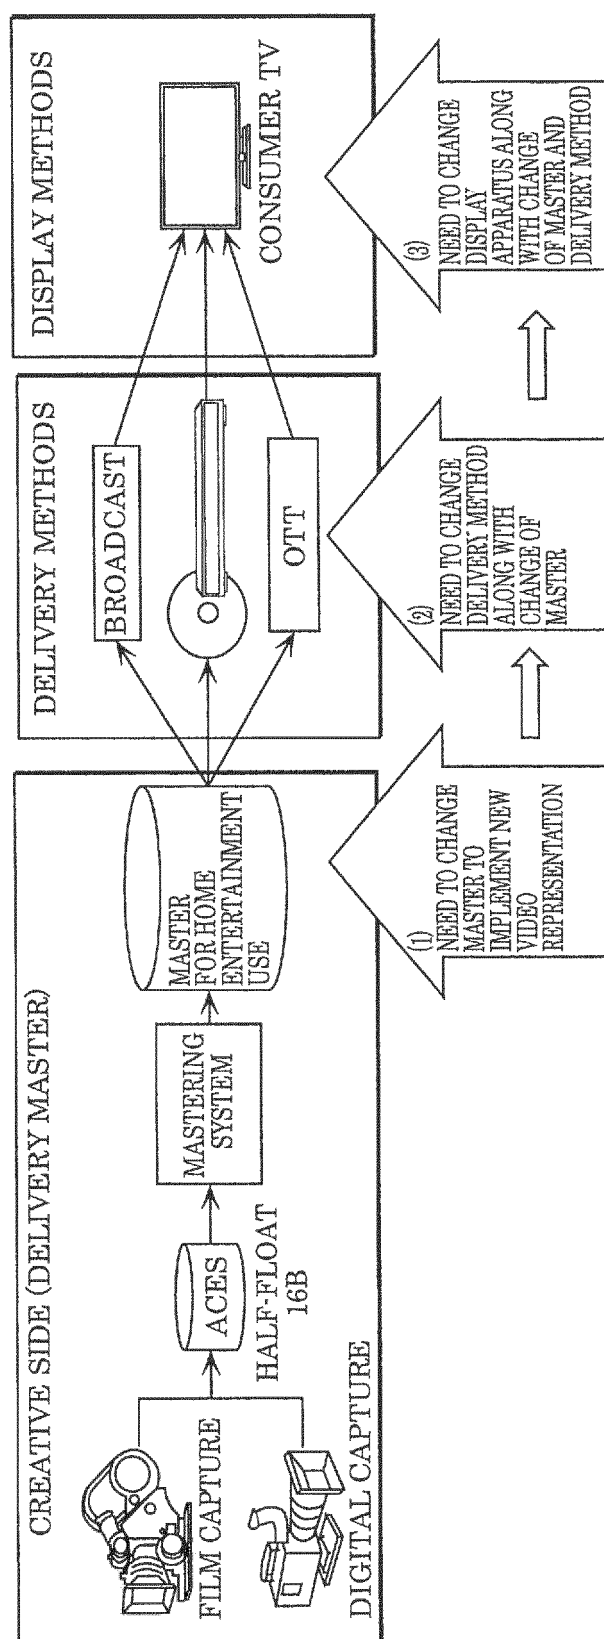 CREATIVE SIDE (DELIVERY MASTER)
FILM CAPTURE
DIGITAL CAPTURE
ACES
HALF-FLOAT
16B
MASTERING
SYSTEM
MASTER
FOR HOME
ENTERTAINMENT
USE
DELIVERY METHODS
BROADCAST
OTT
DISPLAY METHODS
CONSUMER TV
(1)
NEED TO CHANGE
MASTER TO
IMPLEMENT NEW
VIDEO
REPRESENTATION
(2)
NEED TO CHANGE
DELIVERY METHOD
ALONG WITH
CHANGE OF
MASTER
(3)
NEED TO CHANGE
DISPLAY
APPARATUS ALONG
WITH CHANGE
OF MASTER AND
DELIVERY METHOD